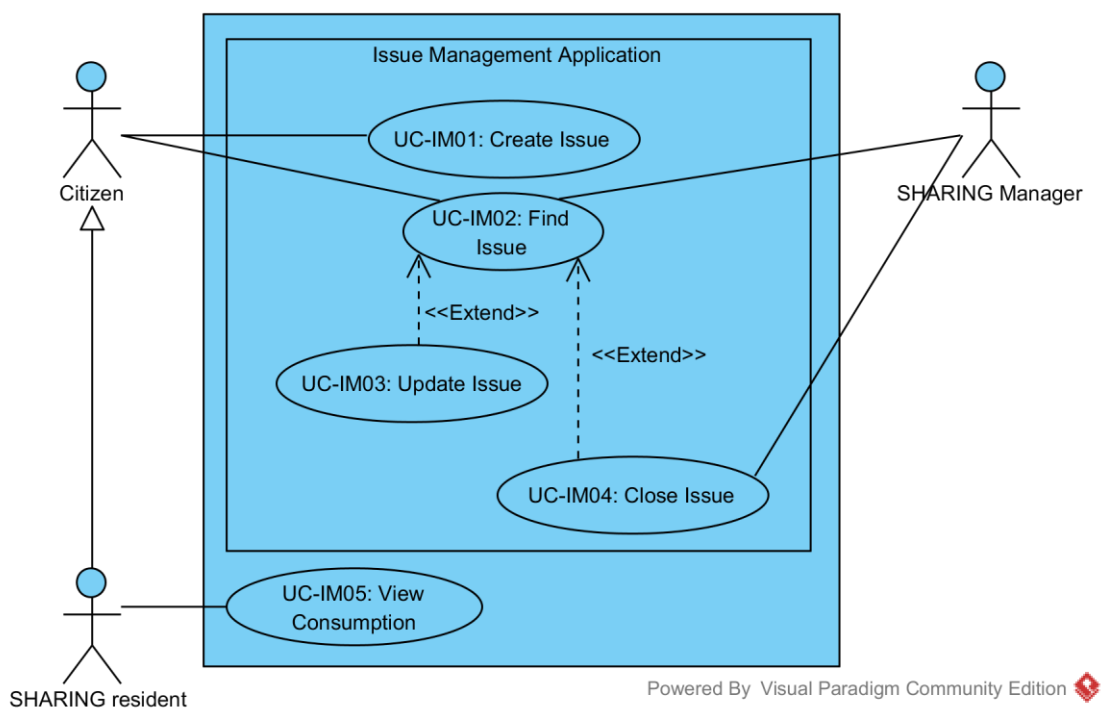 Issue Management Application
UC-IM01: Create Issue
Citizen
SHARING Manager
UC-IM02: Find
Issue
<<Extend>>
<<Extend>>
UC-IM03: Update Issue
UC-IM04: Close Issue
UC-IM05: View
Consumption
SHARING resident
Powered By Visual Paradigm Community Edition